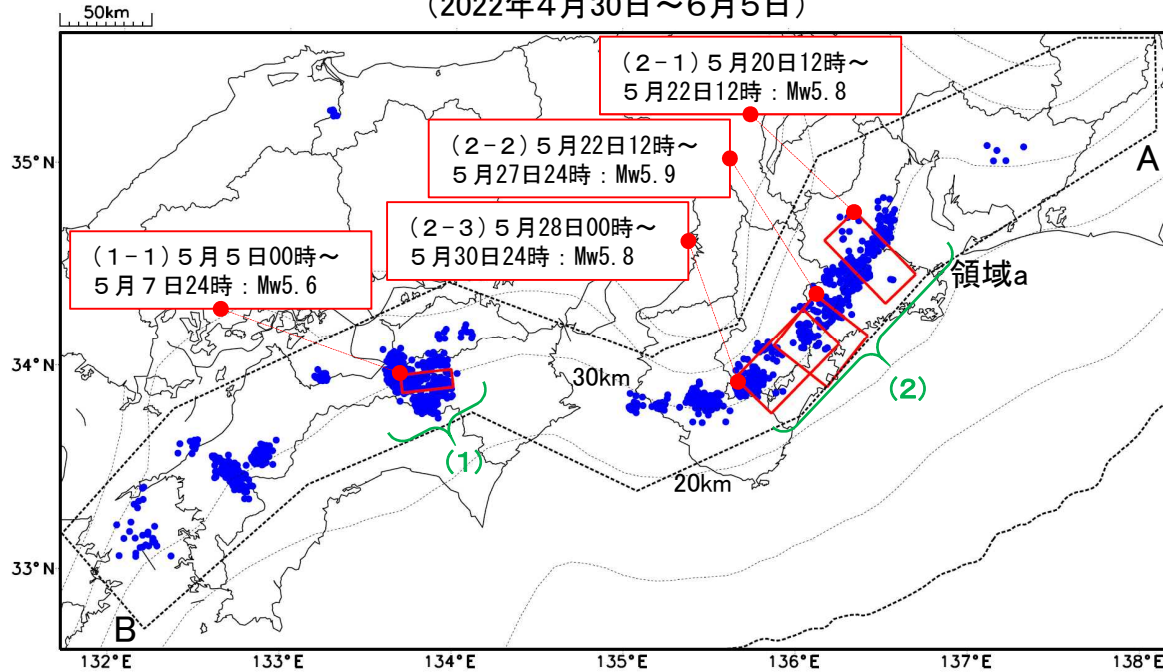 (2022年4月30日～6月5日)
50km
(2-1)5月20日12時～
5月22日12時：Mw5.8
(2-2)5月22日12時～
5月27日24時：Mw5.9
(2-3)5月28日00時～
5月30日24時：Mw5.8
(1-1)5月5日00時～
5月7日24時：Mw5.6
35°N
34°N
33°N
A
領域a
30km
20km
(1)
(2)
B
132°E
133°E
134°E
135°E
136°E
137°E
138°E